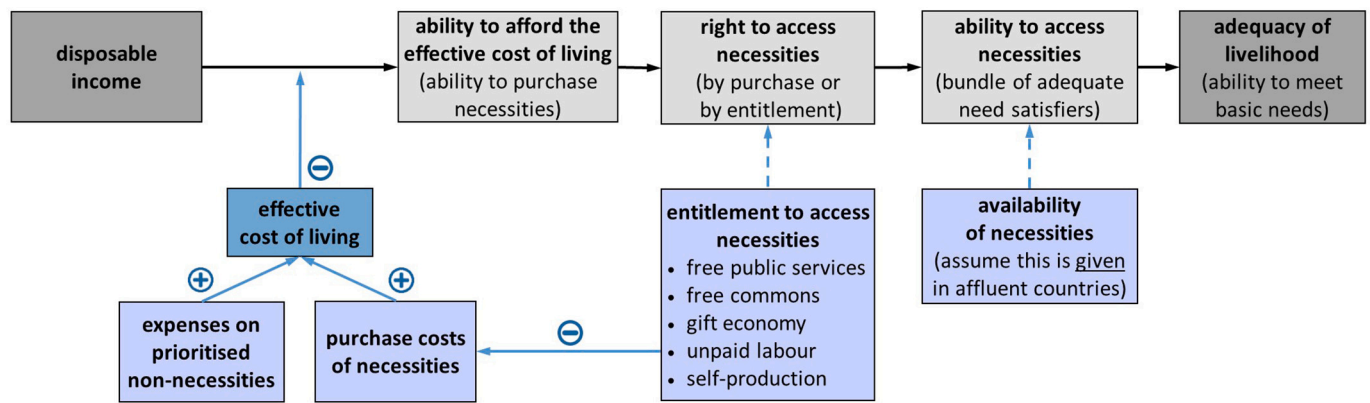 disposable
income
ability to afford the
effective cost of living
(ability to purchase
necessities)
right to access
necessities
(by purchase or
by entitlement)
ability to access
necessities
(bundle of adequate
need satisfiers)
adequacy of
livelihood
(ability to meet
basic needs)
−
effective
cost of living
+
+
expenses on
prioritised
non-necessities
purchase costs
of necessities
−
entitlement to access
necessities
• free public services
• free commons
• gift economy
• unpaid labour
• self-production
availability
of necessities
(assume this is given
in affluent countries)